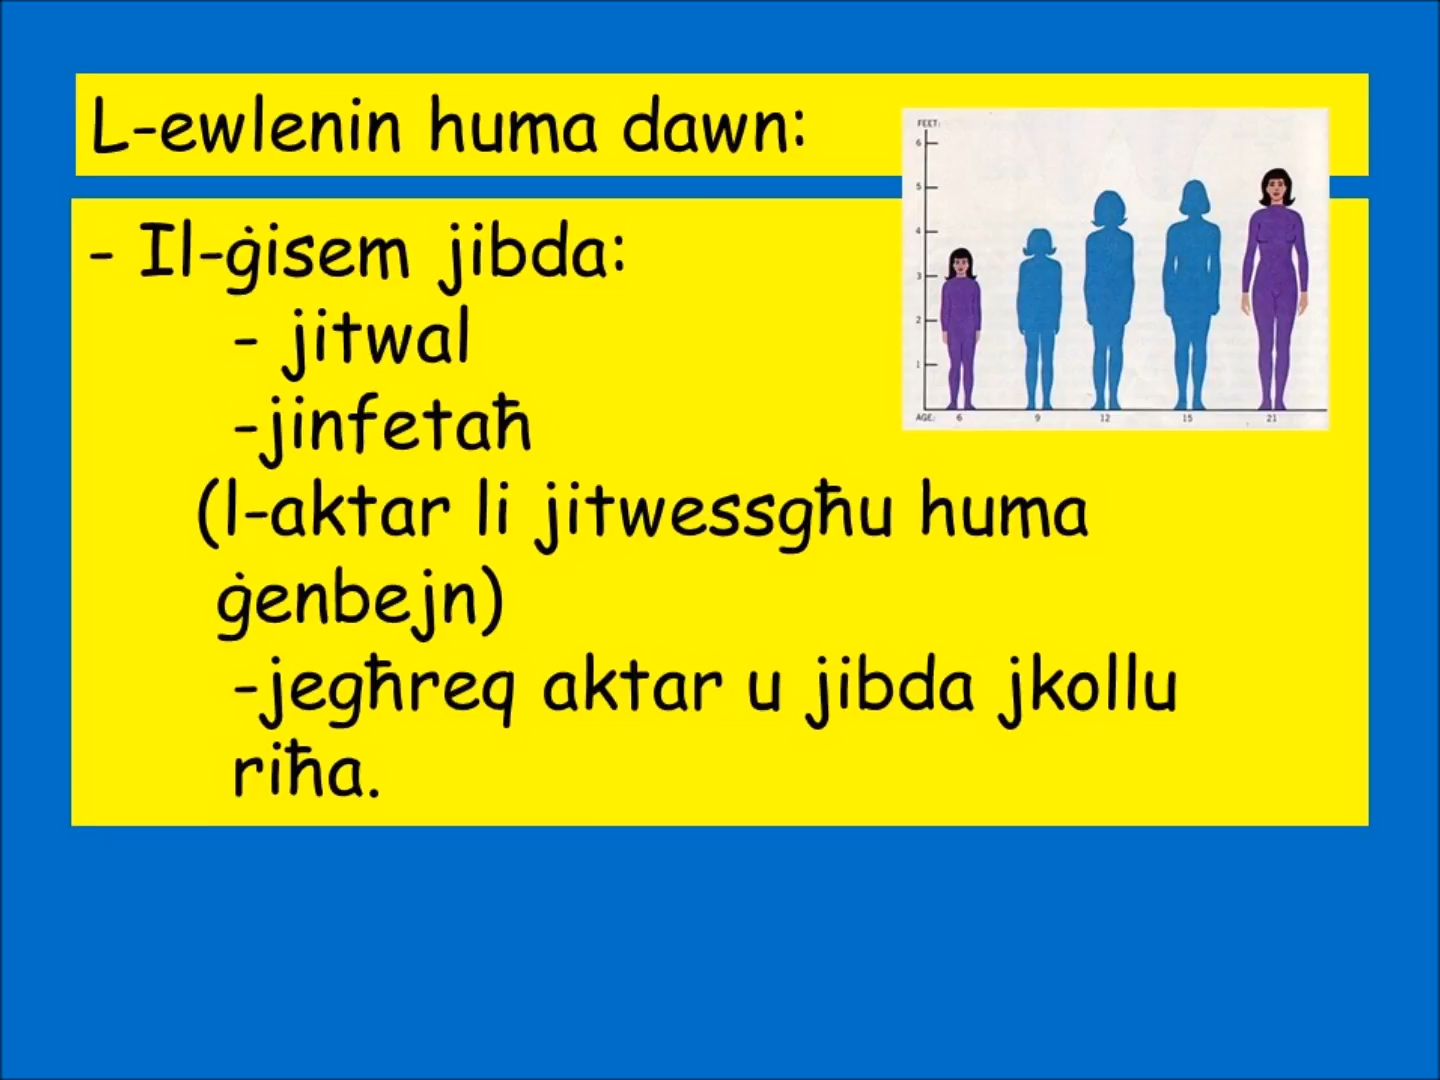 L-ewlenin huma dawn:
- Il-ġisem jibda:
- jitwal
-jinfetaħ
(l-aktar li jitwessgħu huma
ġenbejn)
-jegħreq aktar u jibda jkollu
riħa.
FEET:
6
5
4
3
2
1
AGE: 6 9 12 15 21